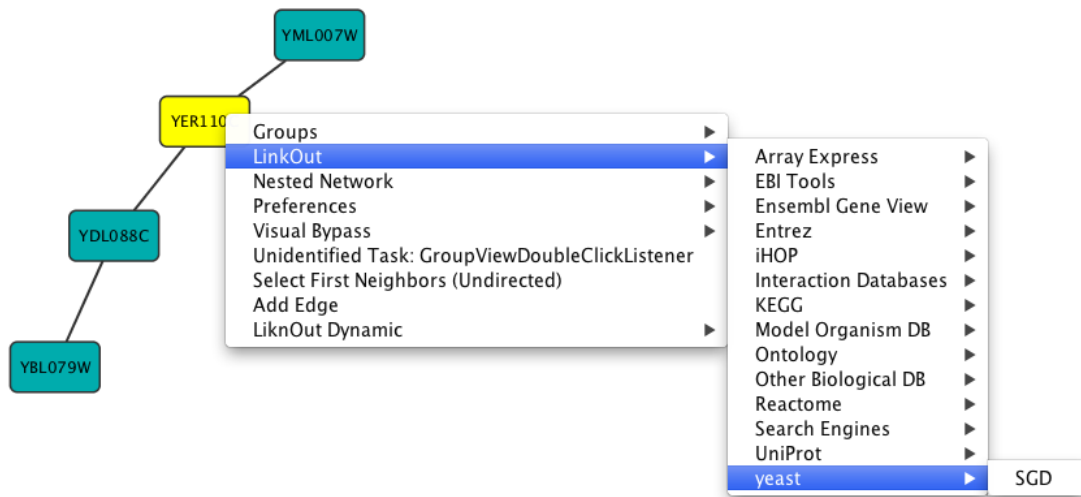 YML007W
YER110
Groups
LinkOut
Nested Network
Preferences
Visual Bypass
Unidentified Task: GroupViewDoubleClickListener
Select First Neighbors (Undirected)
Add Edge
LiknOut Dynamic
Array Express
EBI Tools
Ensembl Gene View
Entrez
iHOP
Interaction Databases
KEGG
Model Organism DB
Ontology
Other Biological DB
Reactome
Search Engines
UniProt
yeast
SGD
YDL088C
YBL079W